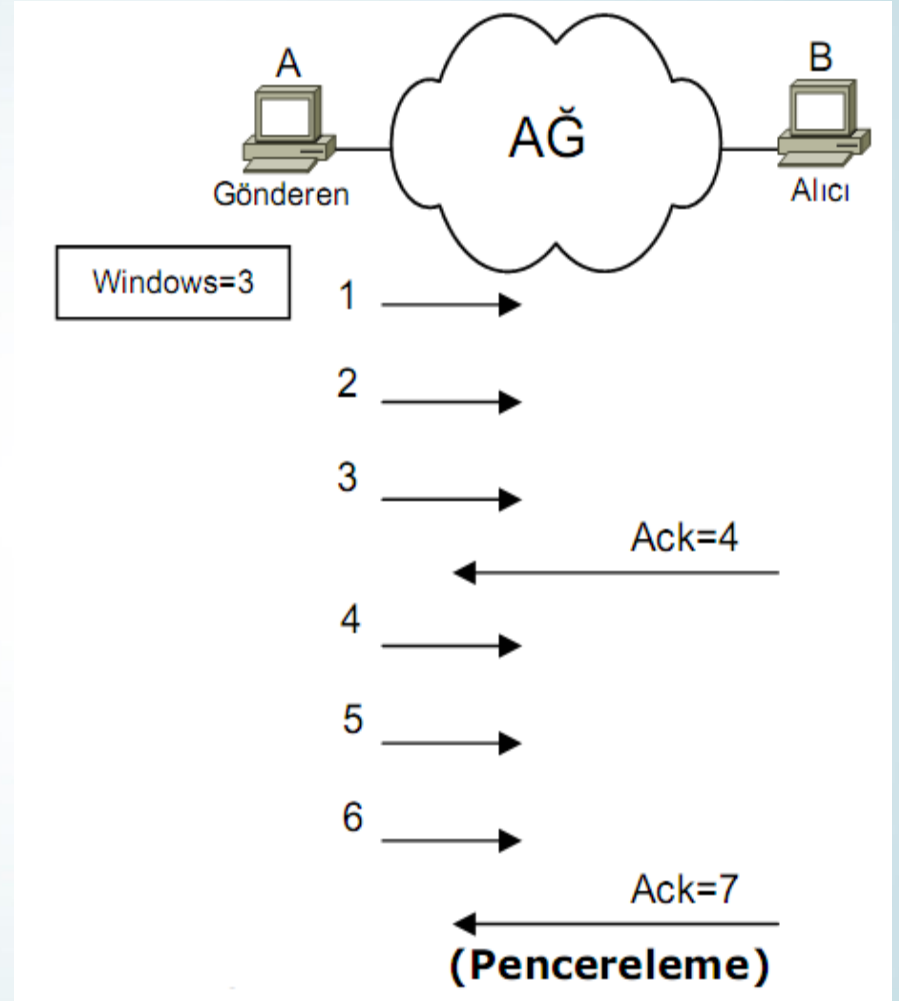 A
B
AĞ
Gönderen
Alıcı
Windows=3
1
2
3
Ack=4
4
5
6
Ack=7
(Pencereleme)